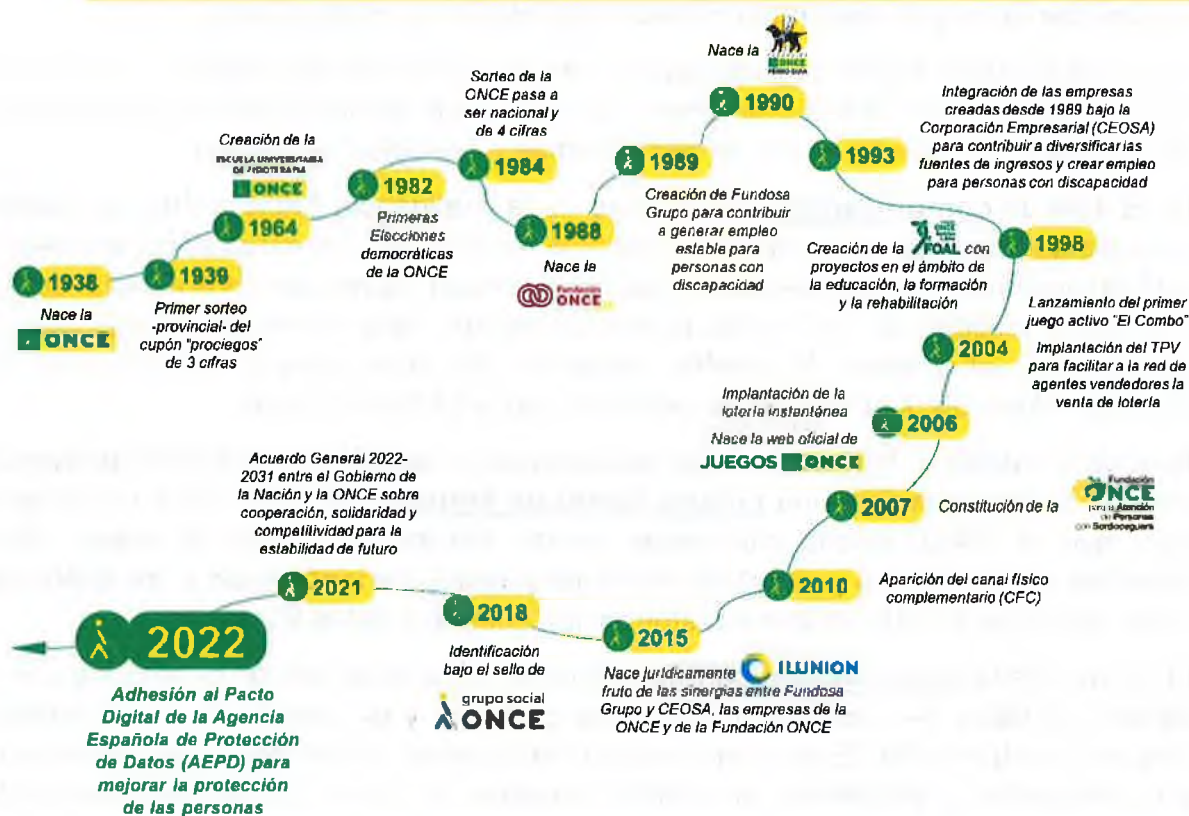 1938
Nace la
ONCE
1939
Primer sorteo
-provincial- del
cupón "prociegos"
de 3 cifras
Creación de la
ESCUELA UNIVERSITARIA
DE FISIOTERAPIA
ONCE
1964
1982
Primeras
Elecciones
democráticas
de la ONCE
Sorteo de la
ONCE pasa a
ser nacional y
de 4 cifras
1984
1988
Nace la
Fundación
ONCE
1989
Creación de Fundosa
Grupo para contribuir
a generar empleo
estable para
personas con
discapacidad
Nace la
ONCE
PERRO GUÍA
1990
1993
Integración de las empresas
creadas desde 1989 bajo la
Corporación Empresarial (CEOSA)
para contribuir a diversificar las
fuentes de ingresos y crear empleo
para personas con discapacidad
1998
Creación de la FOAL con
proyectos en el ámbito de
la educación, la formación
y la rehabilitación
2004
Lanzamiento del primer
juego activo "El Combo"
Implantación del TPV
para facilitar a la red de
agentes vendedores la
venta de lotería
2006
Implantación de la
lotería instantánea
Nace la web oficial de
JUEGOS ONCE
2007
Constitución de la
Fundación
ONCE
para la Atención
de Personas
con Sordoceguera
2010
Aparición del canal físico
complementario (CFC)
2015
Nace jurídicamente ILUNION
fruto de las sinergias entre Fundosa
Grupo y CEOSA, las empresas de la
ONCE y de la Fundación ONCE
2018
Identificación
bajo el sello de
grupo social
ONCE
Acuerdo General 2022-
2031 entre el Gobierno de
la Nación y la ONCE sobre
cooperación, solidaridad y
competitividad para la
estabilidad de futuro
2021
2022
Adhesión al Pacto
Digital de la Agencia
Española de Protección
de Datos (AEPD) para
mejorar la protección
de las personas